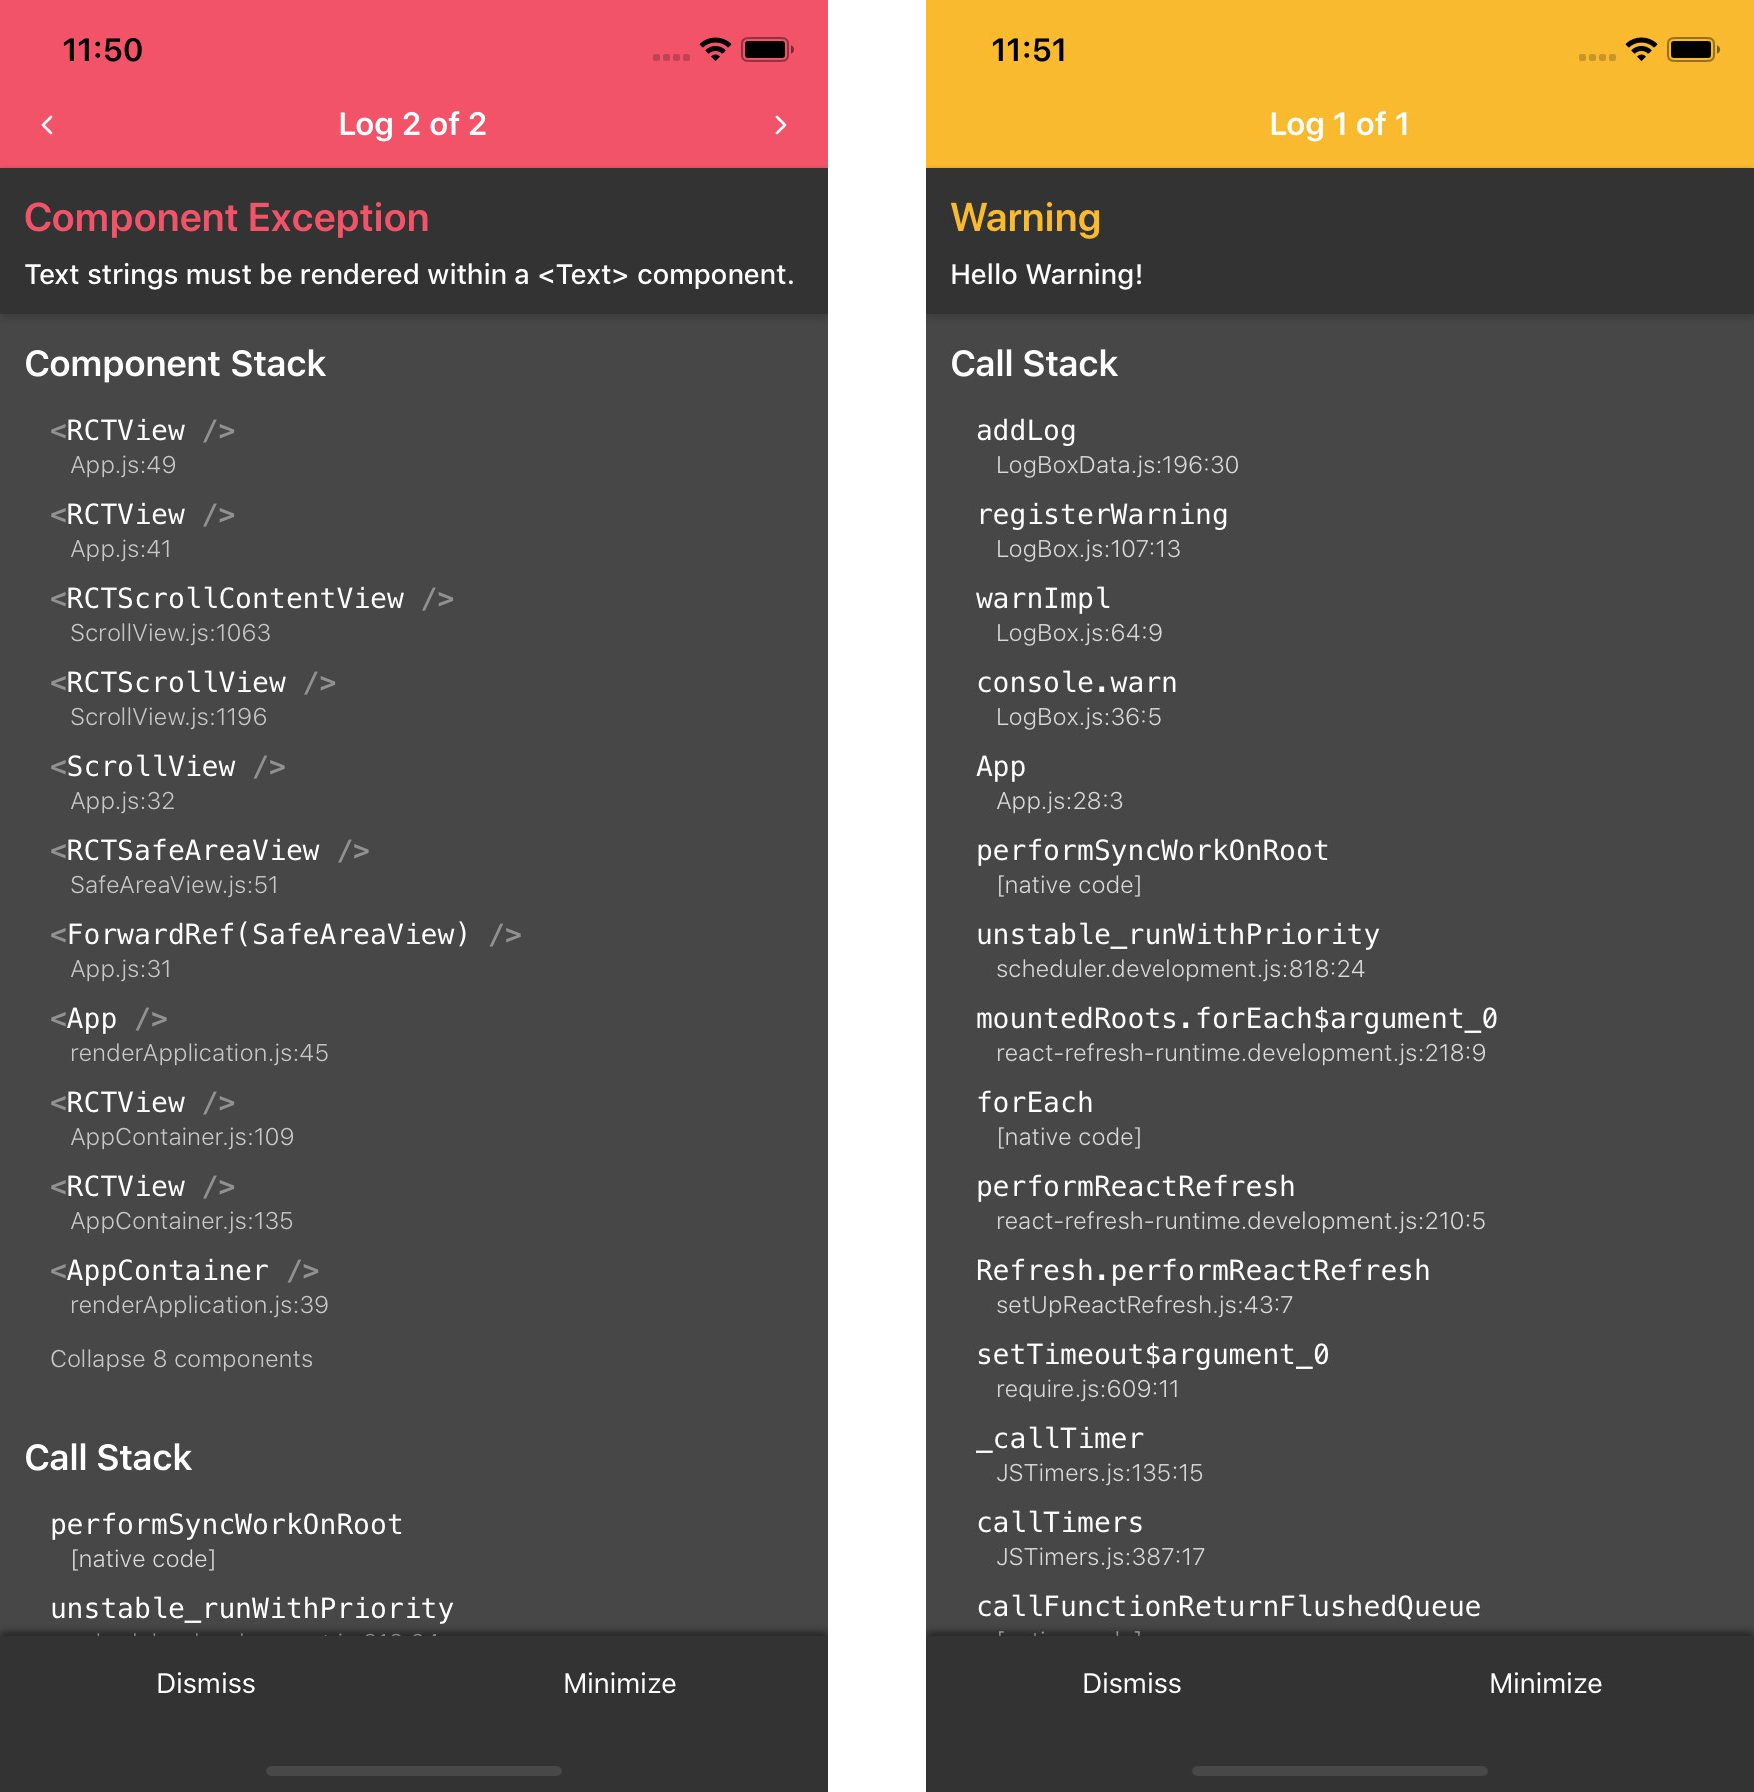 11:50
Log 2 of 2
Component Exception
Text strings must be rendered within a <Text> component.
Component Stack
<RCTView />
App.js:49
<RCTView />
App.js:41
<RCTScrollContentView />
ScrollView.js:1063
<RCTScrollView />
ScrollView.js:1196
<ScrollView />
App.js:32
<RCTSafeAreaView />
SafeAreaView.js:51
<ForwardRef(SafeAreaView) />
App.js:31
<App />
renderApplication.js:45
<RCTView />
AppContainer.js:109
<RCTView />
AppContainer.js:135
<AppContainer />
renderApplication.js:39
Collapse 8 components
Call Stack
performSyncWorkOnRoot
[native code]
unstable_runWithPriority
Dismiss
Minimize
11:51
Log 1 of 1
Warning
Hello Warning!
Call Stack
addLog
LogBoxData.js:196:30
registerWarning
LogBox.js:107:13
warnImpl
LogBox.js:64:9
console.warn
LogBox.js:36:5
App
App.js:28:3
performSyncWorkOnRoot
[native code]
unstable_runWithPriority
scheduler.development.js:818:24
mountedRoots.forEach$argument_0
react-refresh-runtime.development.js:218:9
forEach
[native code]
performReactRefresh
react-refresh-runtime.development.js:210:5
Refresh.performReactRefresh
setUpReactRefresh.js:43:7
setTimeout$argument_0
require.js:609:11
_callTimer
JSTimers.js:135:15
callTimers
JSTimers.js:387:17
callFunctionReturnFlushedQueue
Dismiss
Minimize